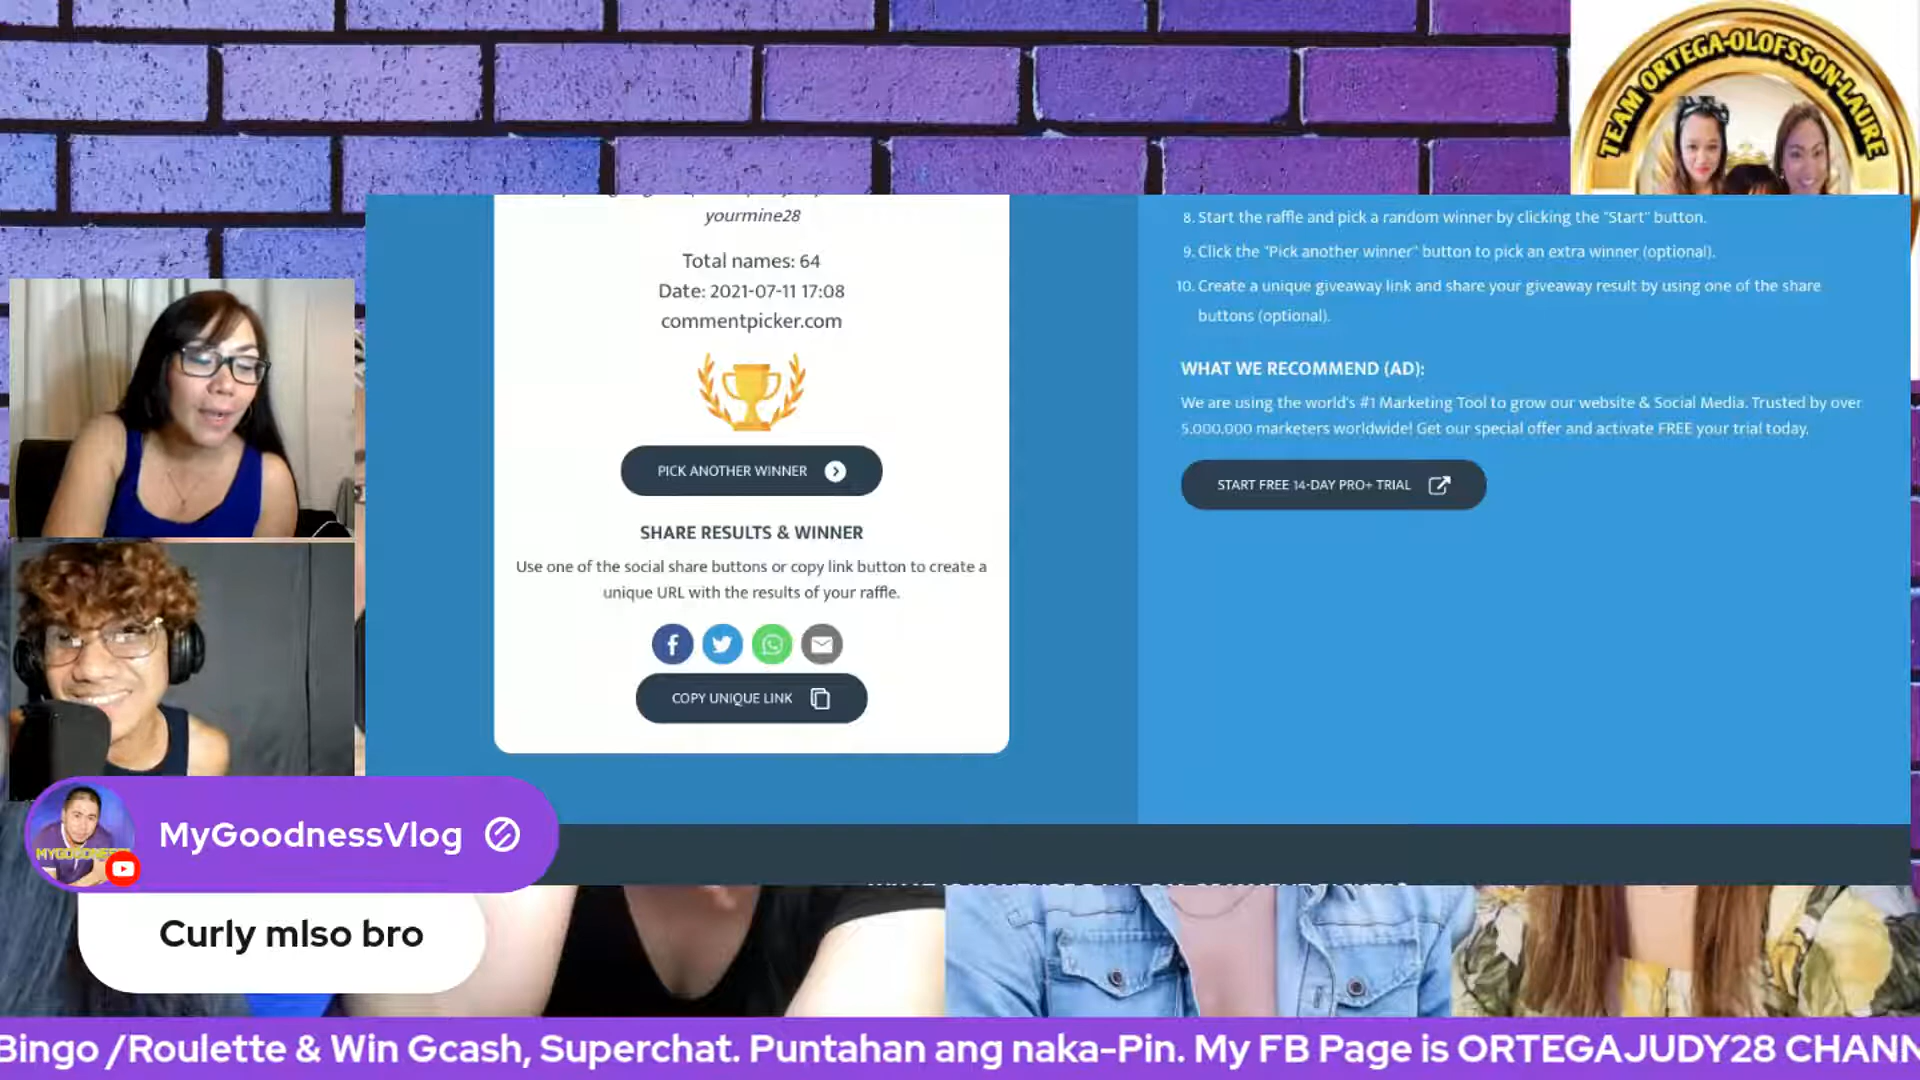 TEAM ORTEGA-OLOFSSON-LAURE
yourmine28
Total names: 64
Date: 2021-07-11 17:08
commentpicker.com
PICK ANOTHER WINNER
SHARE RESULTS & WINNER
Use one of the social share buttons or copy link button to create a
unique URL with the results of your raffle.
COPY UNIQUE LINK
8. Start the raffle and pick a random winner by clicking the "Start" button.
9. Click the "Pick another winner" button to pick an extra winner (optional).
10. Create a unique giveaway link and share your giveaway result by using one of the share
buttons (optional).
WHAT WE RECOMMEND (AD):
We are using the world's #1 Marketing Tool to grow our website & Social Media. Trusted by over
5.000.000 marketers worldwide! Get our special offer and activate FREE your trial today.
START FREE 14-DAY PRO+ TRIAL
MyGoodnessVlog
Curly mlso bro
Bingo /Roulette & Win Gcash, Superchat. Puntahan ang naka-Pin. My FB Page is ORTEGAJUDY28 CHANN